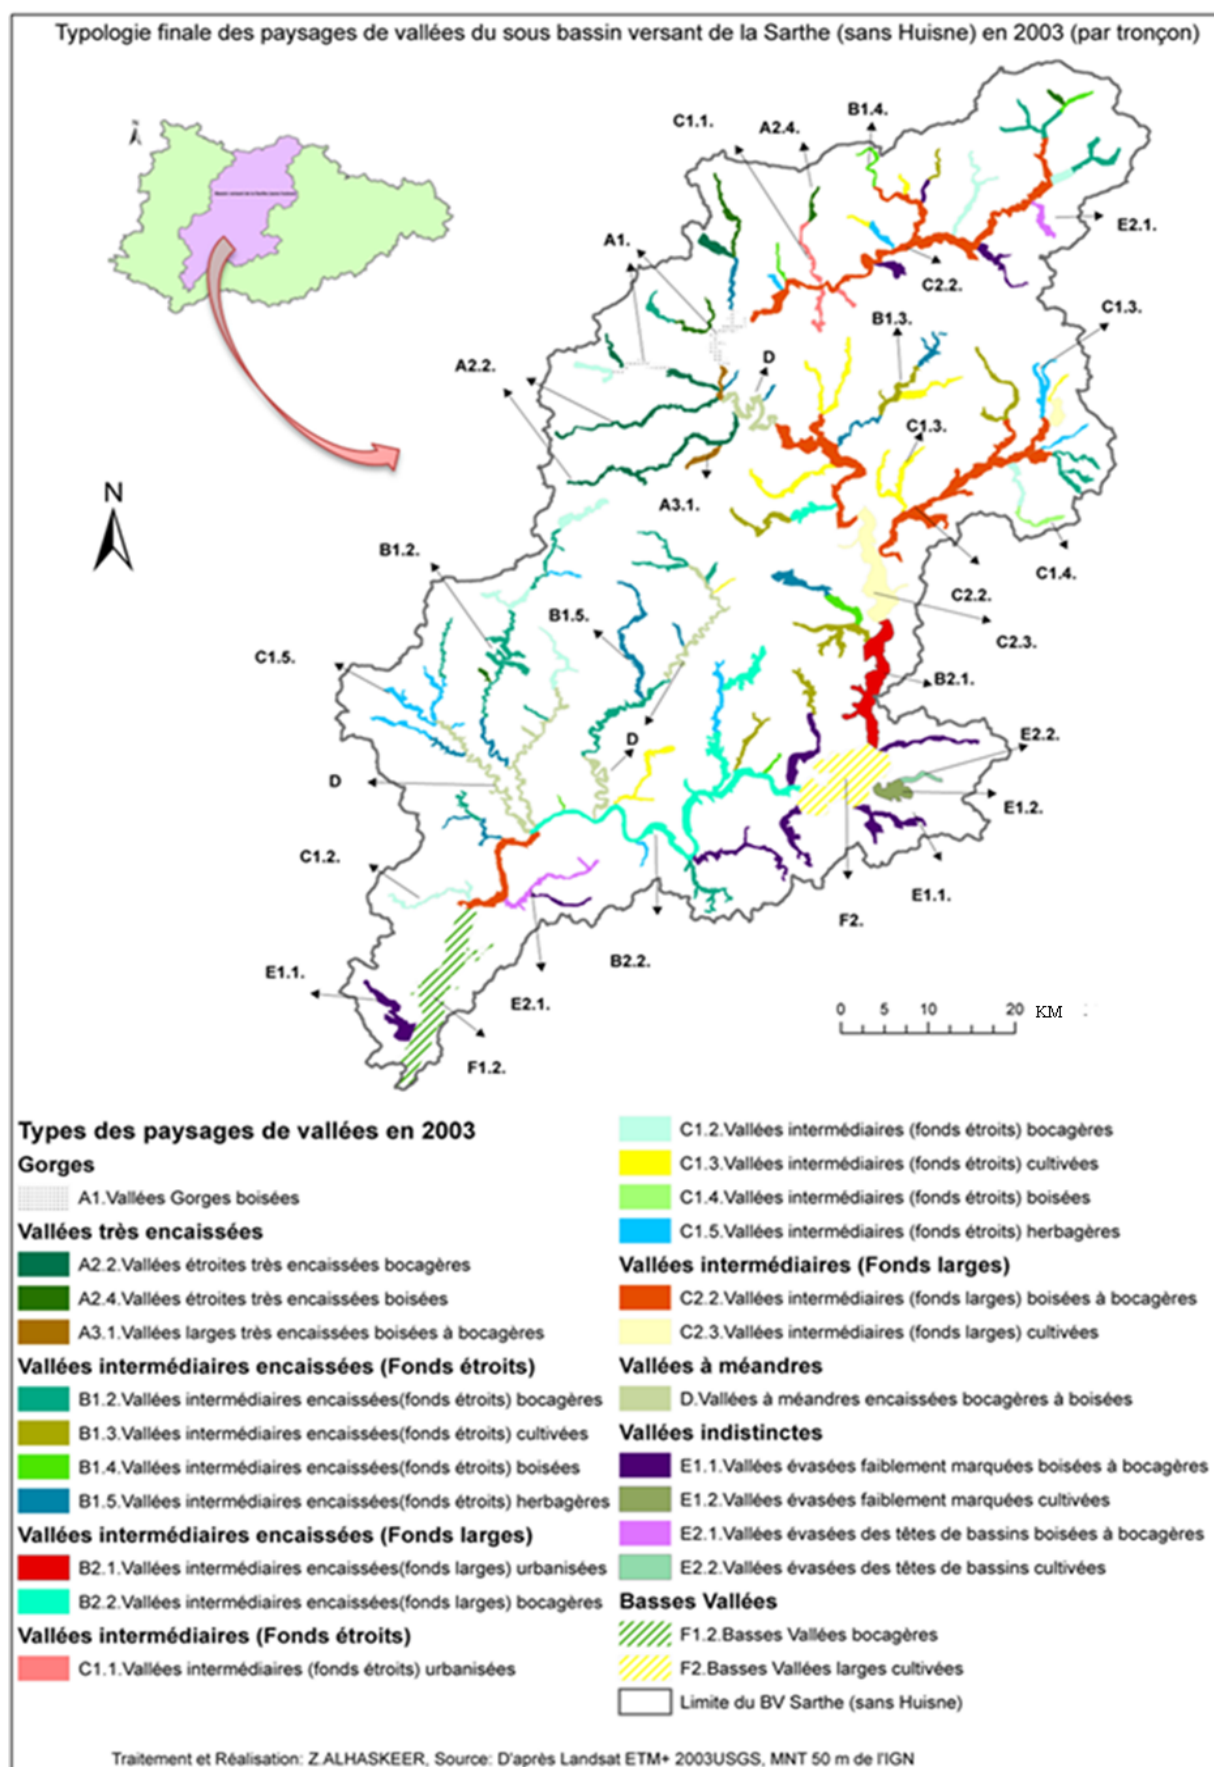 Typologie finale des paysages de vallées du sous bassin versant de la Sarthe (sans Huisne) en 2003 (par tronçon)
B1.4.
C1.1.
A2.4.
E2.1.
A1.
C2.2.
C1.3.
B1.3.
D
A2.2.
C1.3.
N
A3.1.
B1.2.
C1.4.
C2.2.
B1.5.
C2.3.
C1.5.
B2.1.
E2.2.
D
D
E1.2.
C1.2.
E1.1.
F2.
B2.2.
E1.1.
E2.1.
0 5 10 20 KM
F1.2.
Types des paysages de vallées en 2003
Gorges
A1.Vallées Gorges boisées
Vallées très encaissées
A2.2.Vallées étroites très encaissées bocagères
A2.4.Vallées étroites très encaissées boisées
A3.1.Vallées larges très encaissées boisées à bocagères
Vallées intermédiaires encaissées (Fonds étroits)
B1.2.Vallées intermédiaires encaissées(fonds étroits) bocagères
B1.3.Vallées intermédiaires encaissées(fonds étroits) cultivées
B1.4.Vallées intermédiaires encaissées(fonds étroits) boisées
B1.5.Vallées intermédiaires encaissées(fonds étroits) herbagères
Vallées intermédiaires encaissées (Fonds larges)
B2.1.Vallées intermédiaires encaissées(fonds larges) urbanisées
B2.2.Vallées intermédiaires encaissées(fonds larges) bocagères
Vallées intermédiaires (Fonds étroits)
C1.1.Vallées intermédiaires (fonds étroits) urbanisées
C1.2.Vallées intermédiaires (fonds étroits) bocagères
C1.3.Vallées intermédiaires (fonds étroits) cultivées
C1.4.Vallées intermédiaires (fonds étroits) boisées
C1.5.Vallées intermédiaires (fonds étroits) herbagères
Vallées intermédiaires (Fonds larges)
C2.2.Vallées intermédiaires (fonds larges) boisées à bocagères
C2.3.Vallées intermédiaires (fonds larges) cultivées
Vallées à méandres
D.Vallées à méandres encaissées bocagères à boisées
Vallées indistinctes
E1.1.Vallées évasées faiblement marquées boisées à bocagères
E1.2.Vallées évasées faiblement marquées cultivées
E2.1.Vallées évasées des têtes de bassins boisées à bocagères
E2.2.Vallées évasées des têtes de bassins cultivées
Basses Vallées
F1.2.Basses Vallées bocagères
F2.Basses Vallées larges cultivées
Limite du BV Sarthe (sans Huisne)
Traitement et Réalisation: Z.ALHASKEER, Source: D'après Landsat ETM+ 2003USGS, MNT 50 m de l'IGN